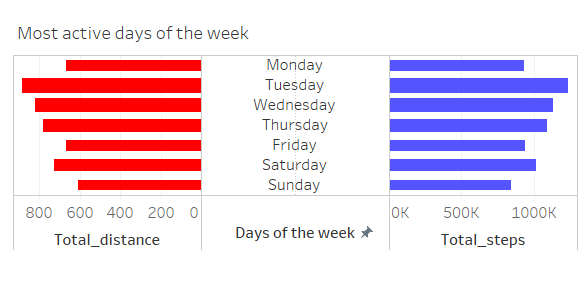 Most active days of the week
Monday
Tuesday
Wednesday
Thursday
Friday
Saturday
Sunday
800 600 400 200 0
0K 500K 1000K
Total_distance
Days of the week
Total_steps